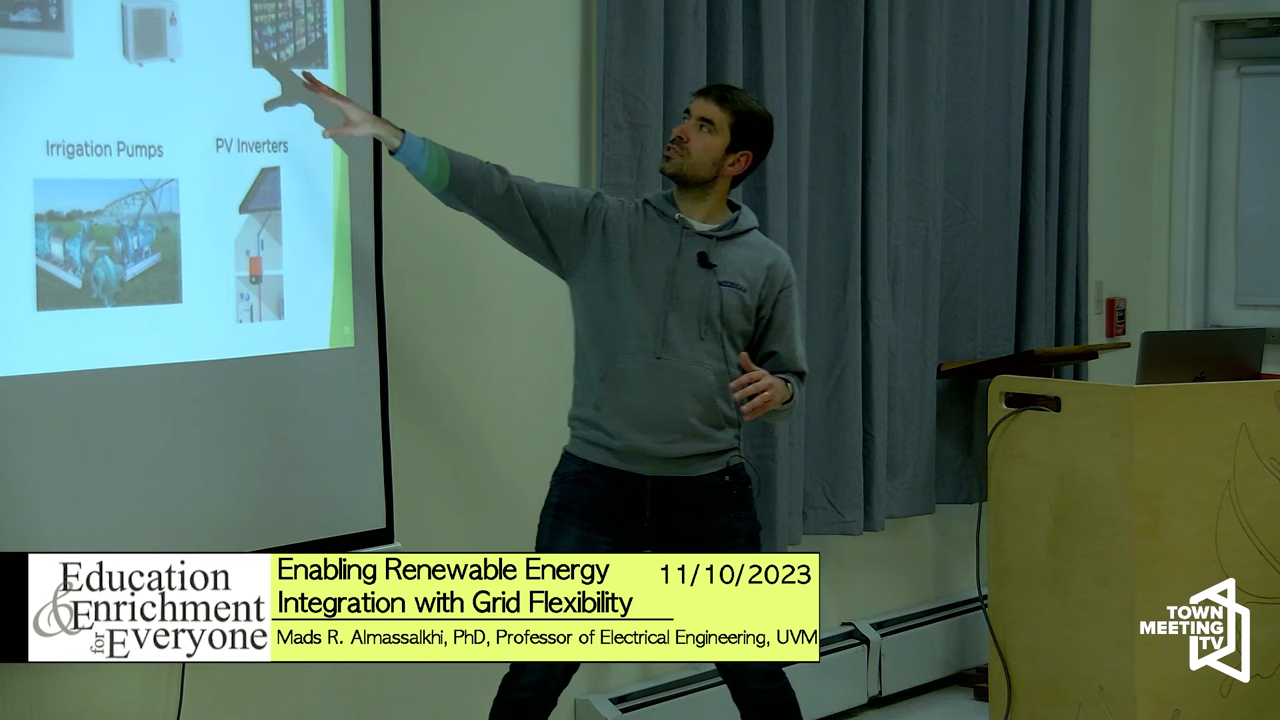 Irrigation Pumps
PV Inverters
Education
& Enrichment
for Everyone
Enabling Renewable Energy
Integration with Grid Flexibility
11/10/2023
Mads R. Almassalkhi, PhD, Professor of Electrical Engineering, UVM
TOWN
MEETING
TV